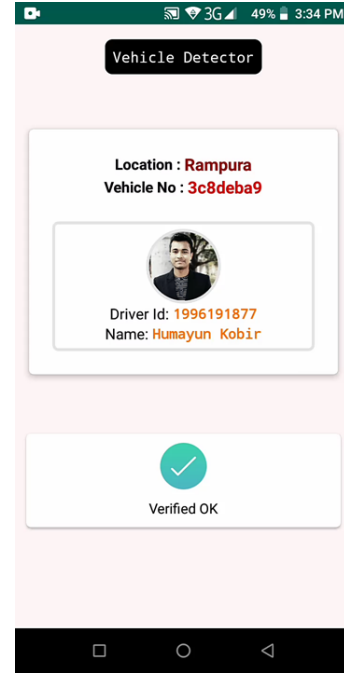 3G 49% 3:34 PM
Vehicle Detector
Location : Rampura
Vehicle No : 3c8deba9
Driver Id: 1996191877
Name: Humayun Kobir
Verified OK